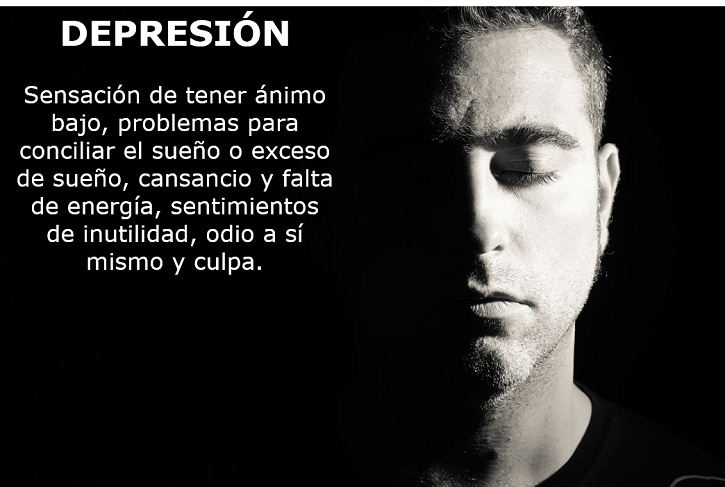 DEPRESIÓN
Sensación de tener ánimo
bajo, problemas para
conciliar el sueño o exceso
de sueño, cansancio y falta
de energía, sentimientos
de inutilidad, odio a sí
mismo y culpa.